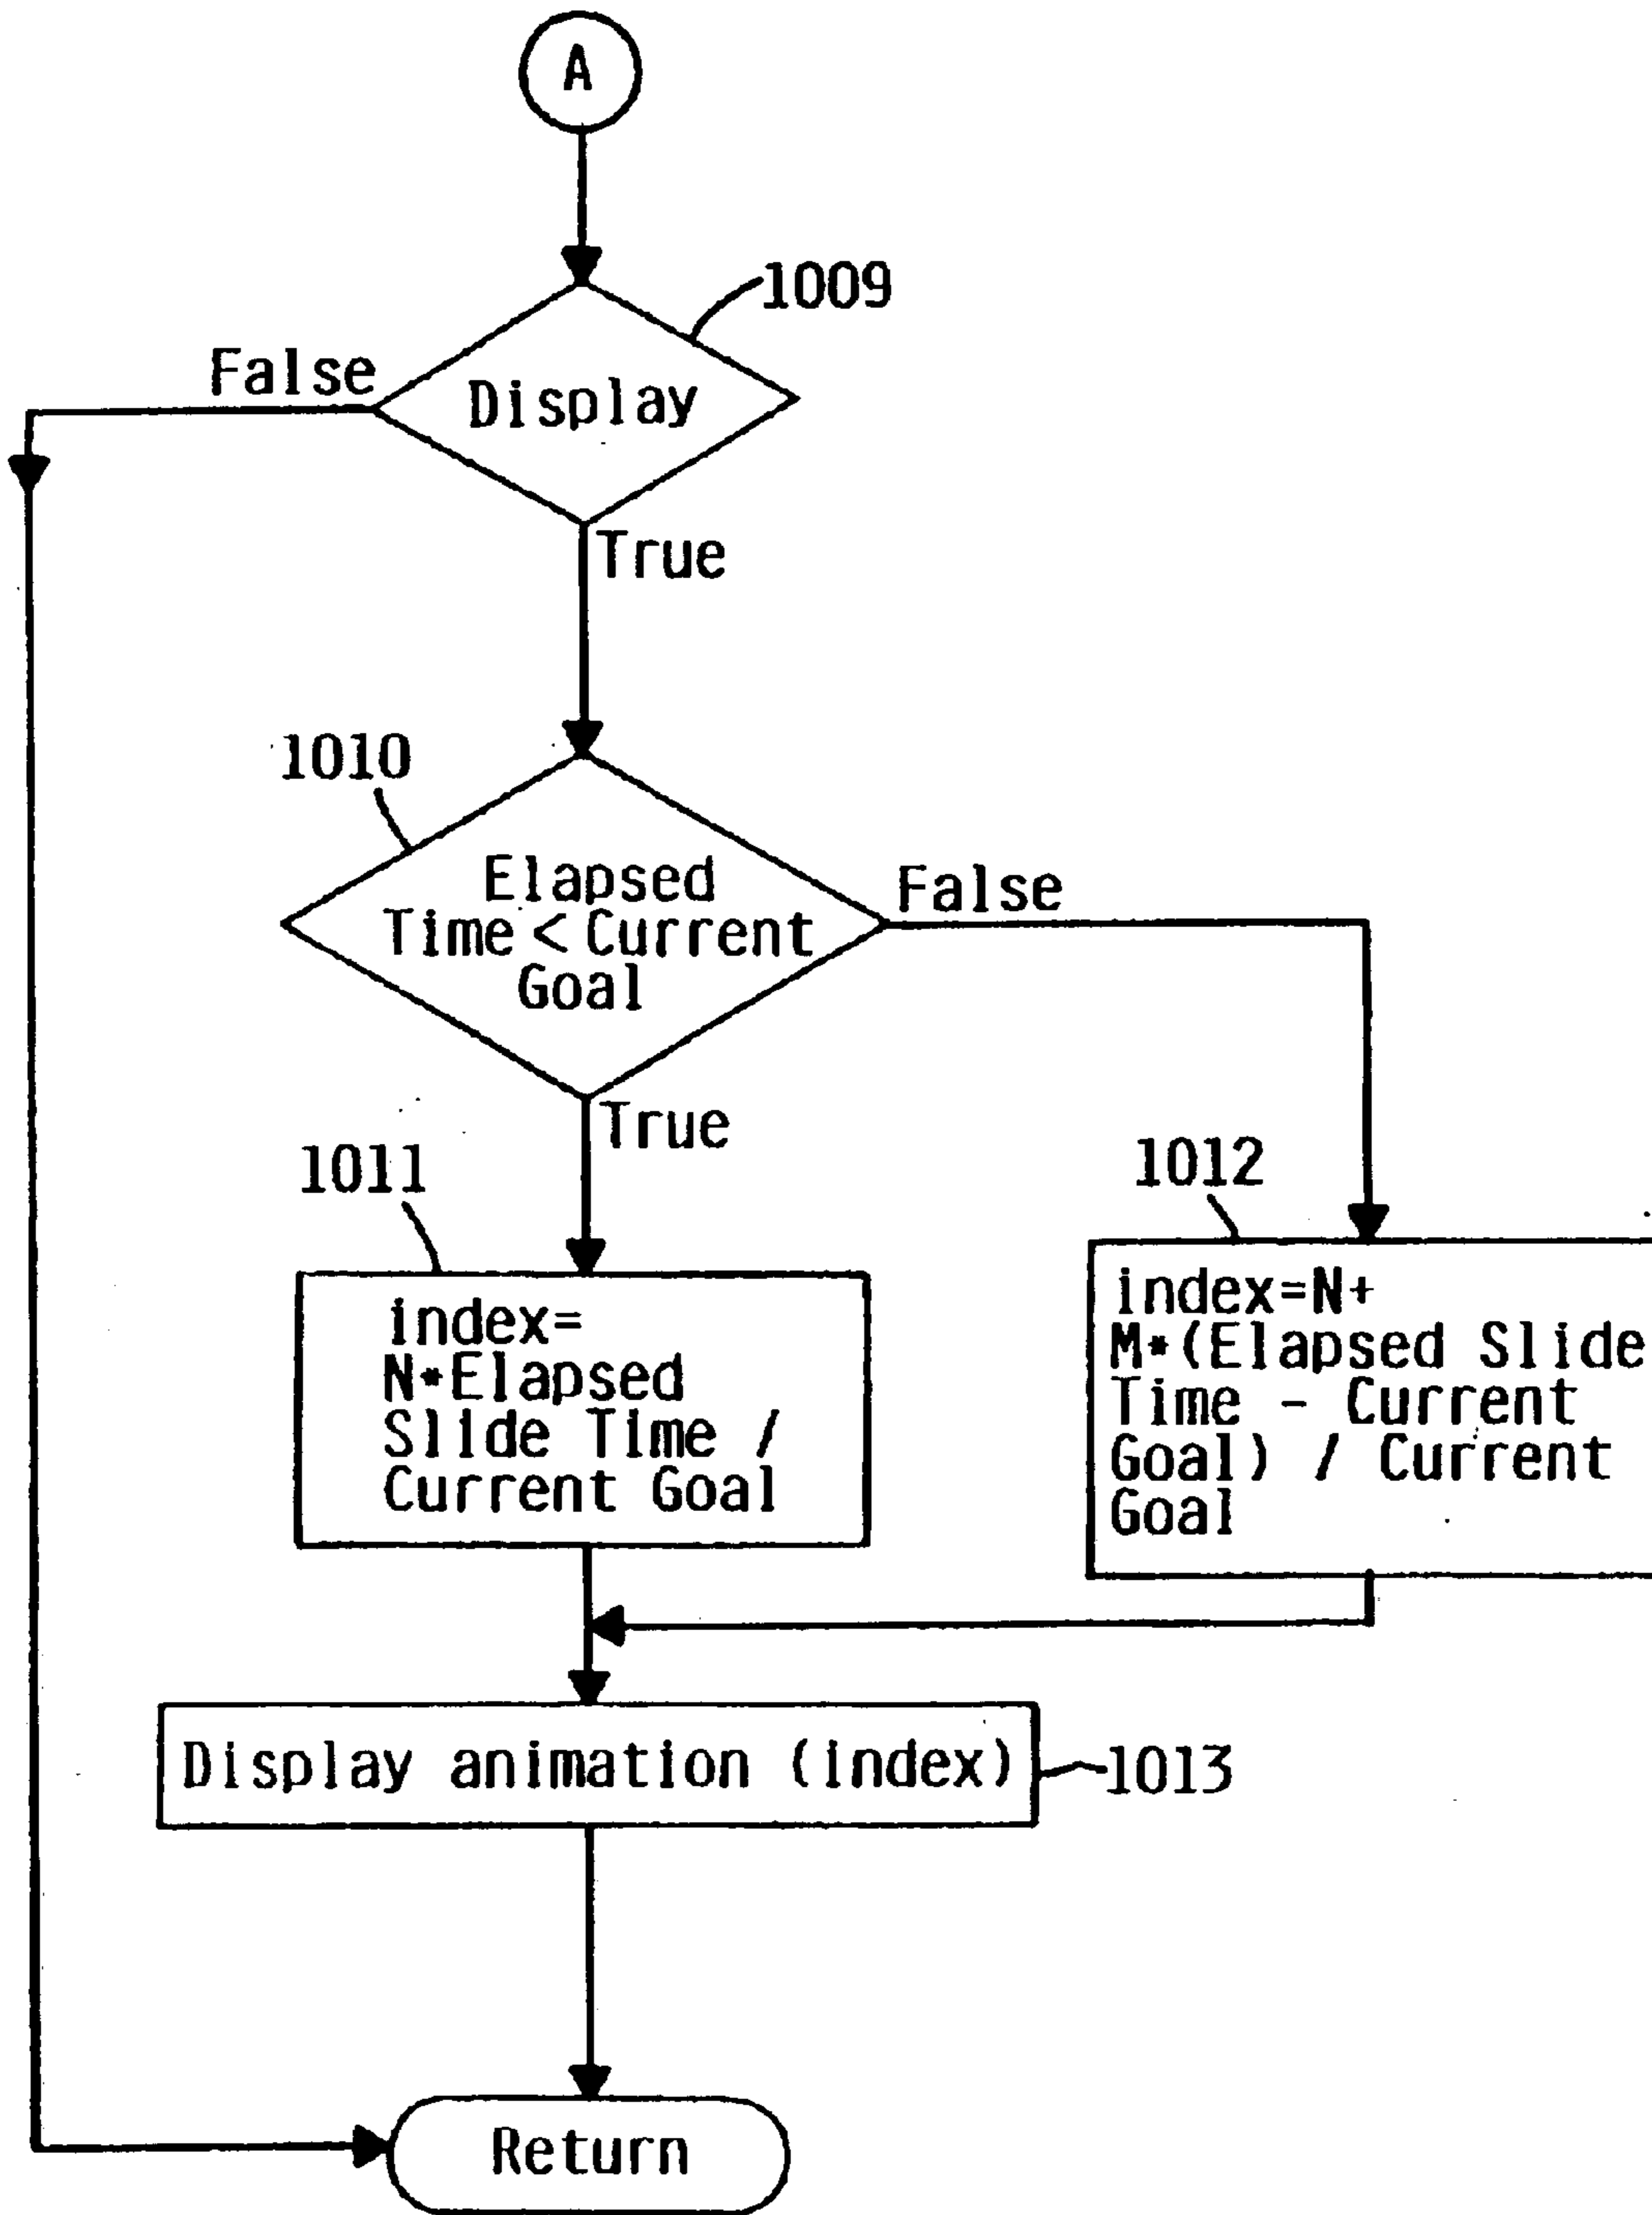 A
1009
False
Display
True
1010
Elapsed
Time < Current
Goal
False
True
1011
1012
index=
N*Elapsed
Slide Time /
Current Goal
index=N+
M*(Elapsed Slide
Time - Current
Goal) / Current
Goal
Display animation (index)
1013
Return